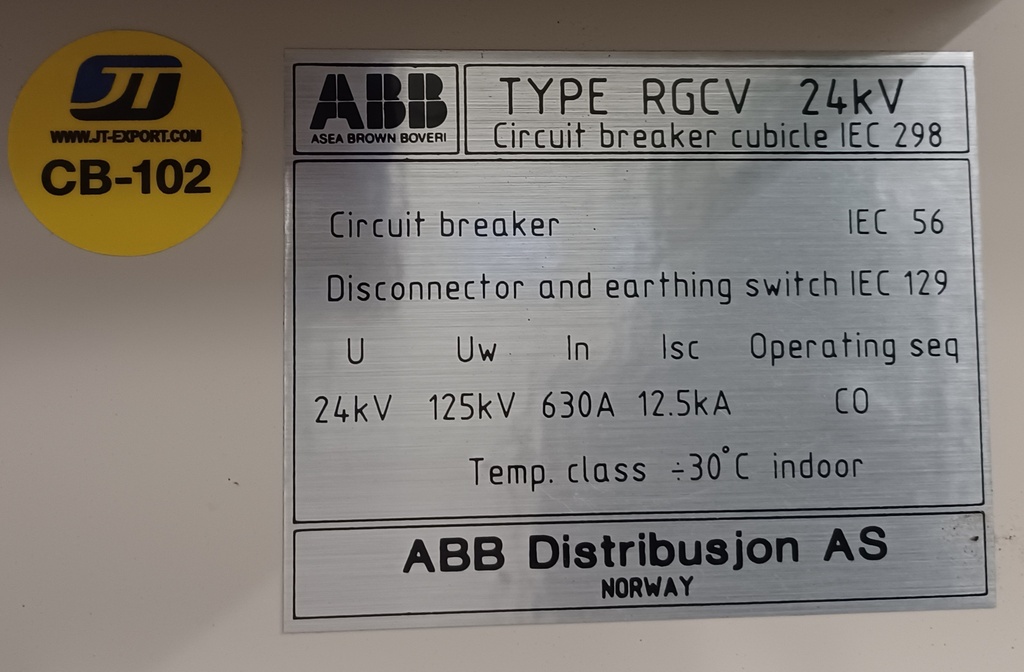 JT
WWW.JT-EXPORT.COM
CB-102
ABB
ASEA BROWN BOVERI
TYPE RGCV 24kV
Circuit breaker cubicle IEC 298
Circuit breaker IEC 56
Disconnector and earthing switch IEC 129
U Uw In Isc Operating seq
24kV 125kV 630A 12.5kA CO
Temp. class ÷30°C indoor
ABB Distribusjon AS
NORWAY